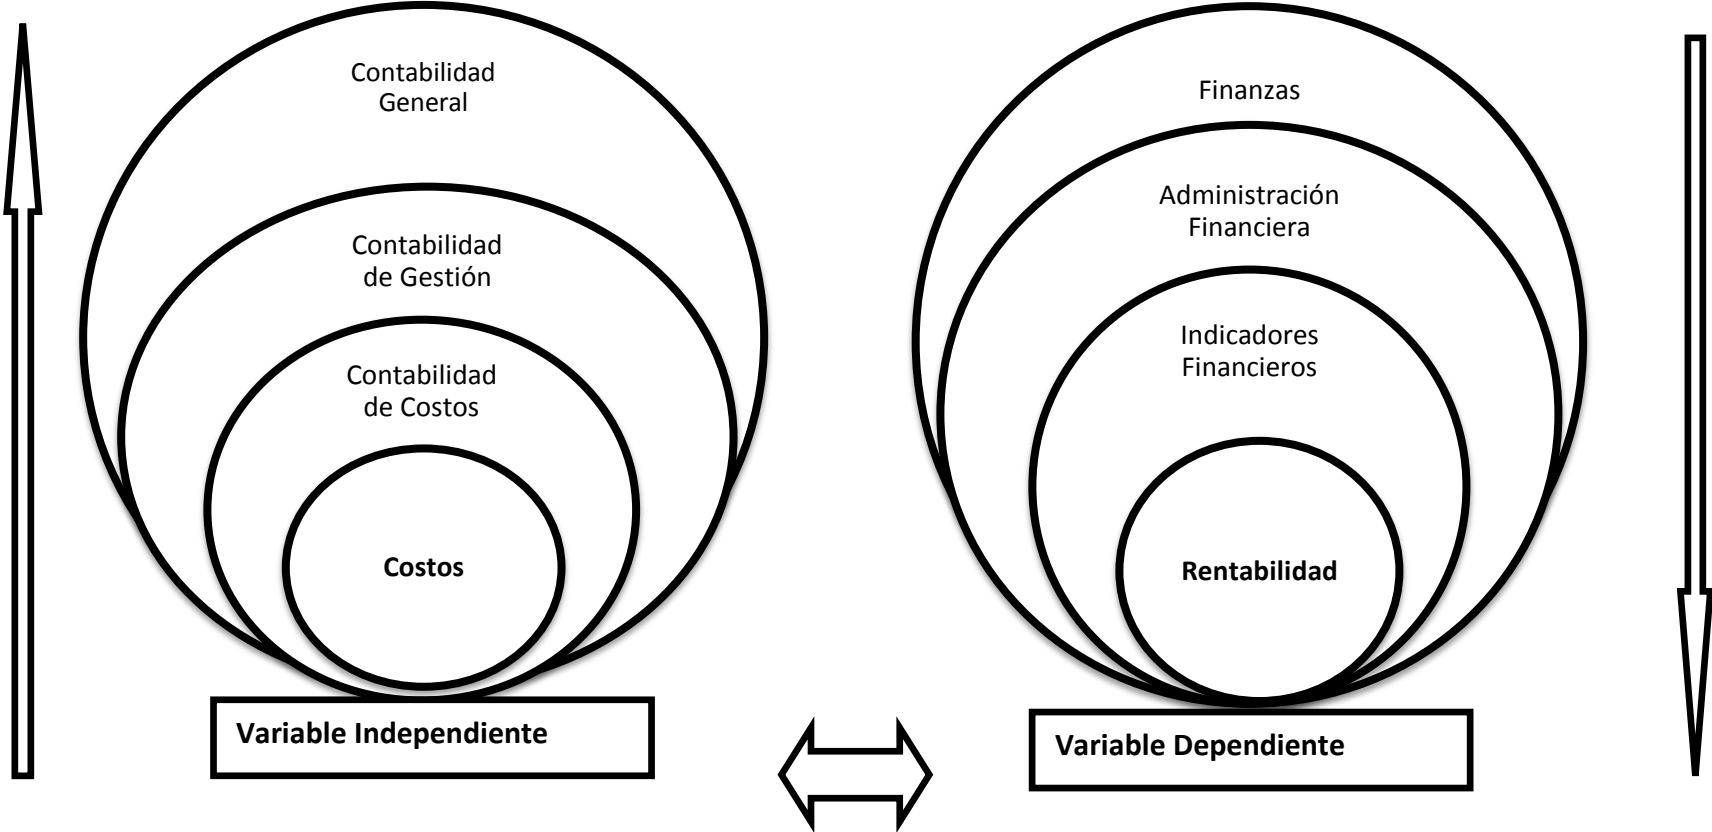 Contabilidad
General
Contabilidad
de Gestión
Contabilidad
de Costos
Costos
Variable Independiente
Finanzas
Administración
Financiera
Indicadores
Financieros
Rentabilidad
Variable Dependiente